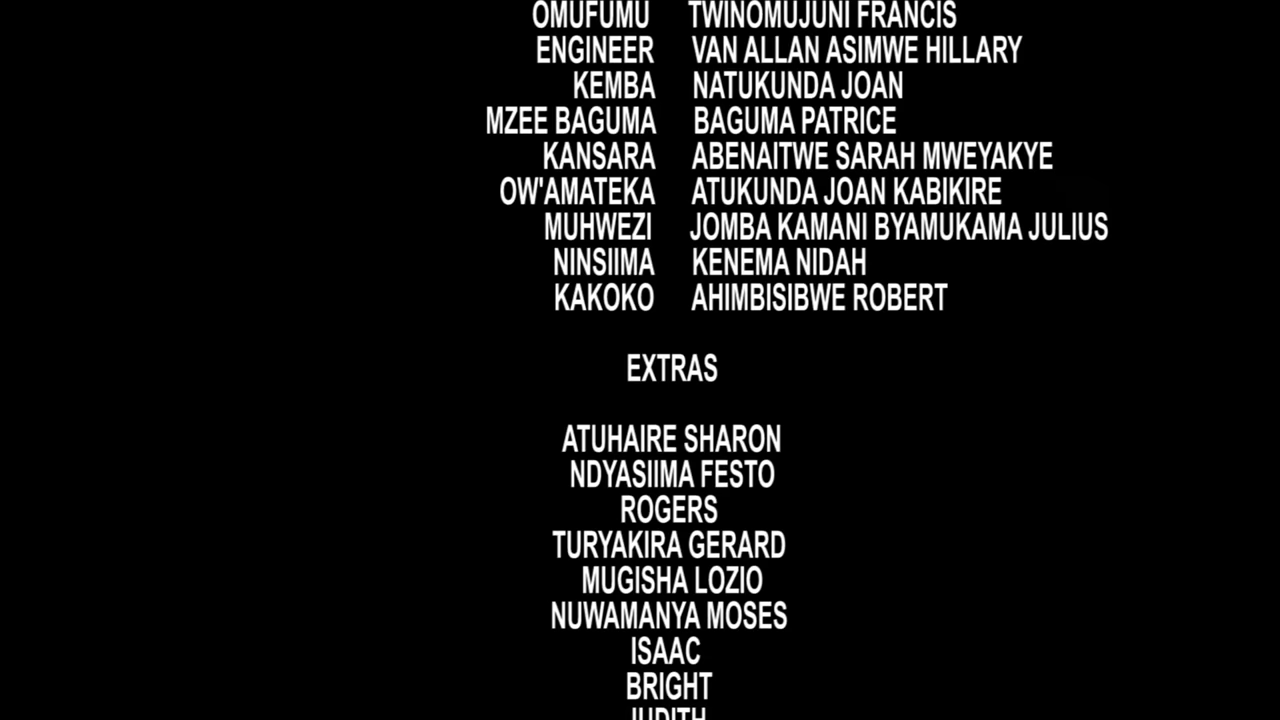 OMUFUMU TWINOMUJUNI FRANCIS
ENGINEER VAN ALLAN ASIMWE HILLARY
KEMBA NATUKUNDA JOAN
MZEE BAGUMA BAGUMA PATRICE
KANSARA ABENAITWE SARAH MWEYAKYE
OW'AMATEKA ATUKUNDA JOAN KABIKIRE
MUHWEZI JOMBA KAMANI BYAMUKAMA JULIUS
NINSIIMA KENEMA NIDAH
KAKOKO AHIMBISIBWE ROBERT
EXTRAS
ATUHAIRE SHARON
NDYASIIMA FESTO
ROGERS
TURYAKIRA GERARD
MUGISHA LOZIO
NUWAMANYA MOSES
ISAAC
BRIGHT
JUDITH